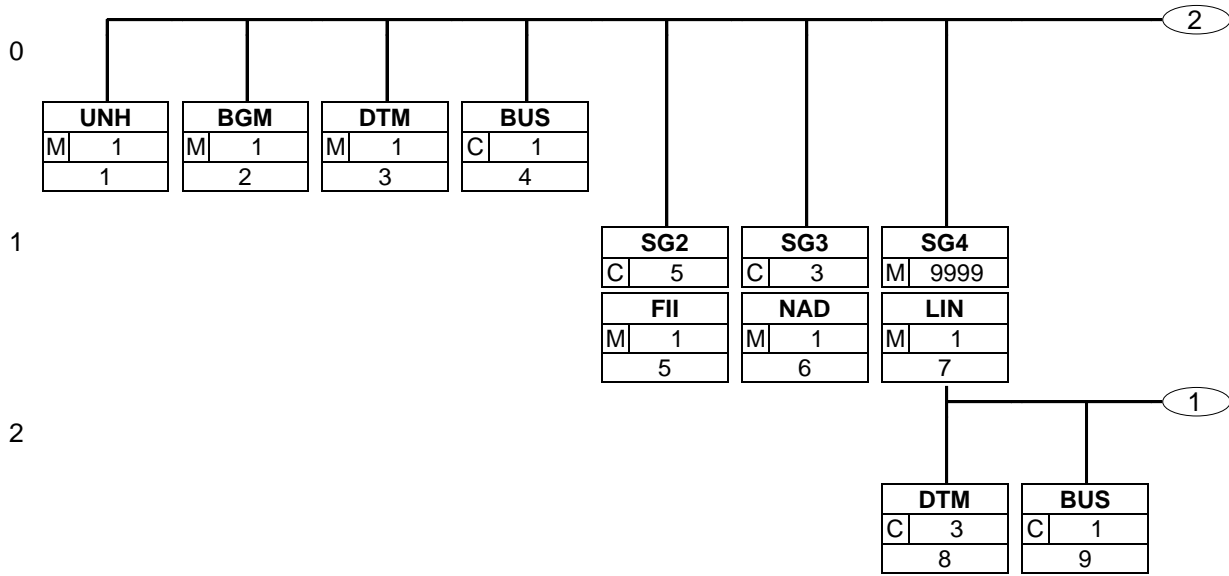 2
0
UNH BGM DTM BUS
M 1 M 1 M 1 C 1
1 2 3 4
1
SG2 SG3 SG4
C 5 C 3 M 9999
FII NAD LIN
M 1 M 1 M 1
5 6 7
1
2
DTM BUS
C 3 C 1
8 9